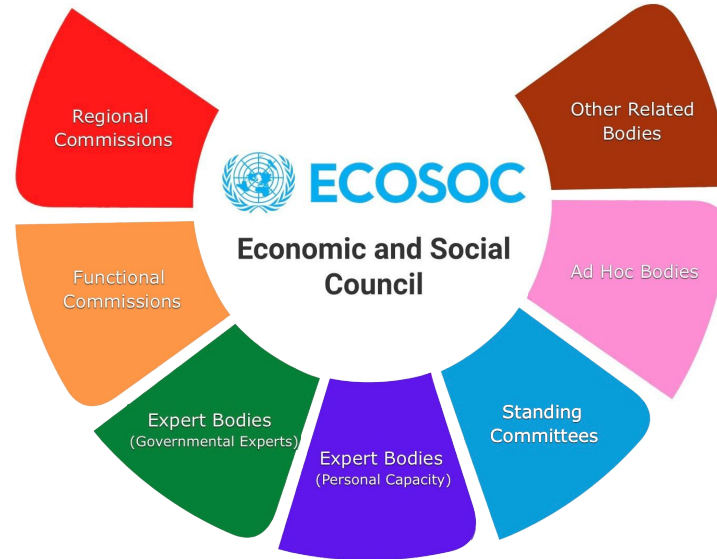 Regional
Commissions
Other Related
Bodies
ECOSOC
Economic and Social
Council
Functional
Commissions
Ad Hoc Bodies
Expert Bodies
(Governmental Experts)
Expert Bodies
(Personal Capacity)
Standing
Committees